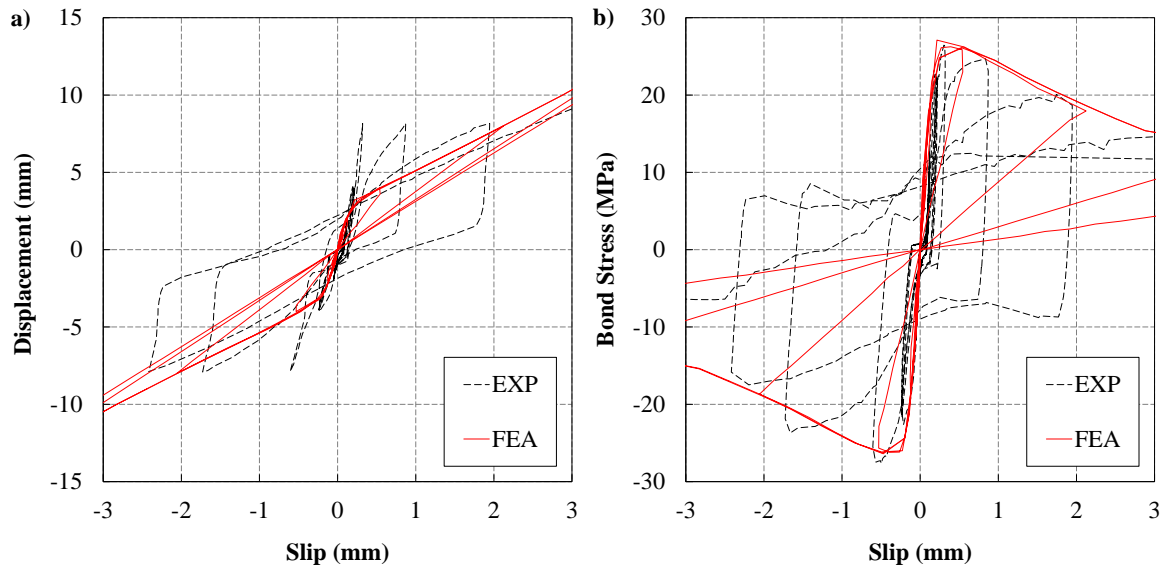 a)
15
10
5
0
-5
-10
-15
Displacement (mm)
-3 -2 -1 0 1 2 3
Slip (mm)
EXP
FEA
b)
30
20
10
0
-10
-20
-30
Bond Stress (MPa)
-3 -2 -1 0 1 2 3
Slip (mm)
EXP
FEA